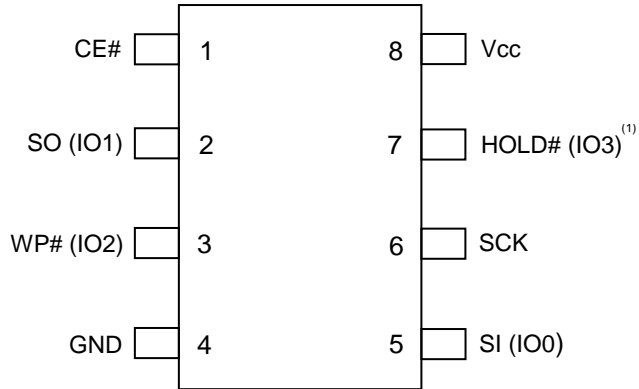 CE# 1 8 Vcc
SO (IO1) 2 7 HOLD# (IO3)(1)
WP# (IO2) 3 6 SCK
GND 4 5 SI (IO0)